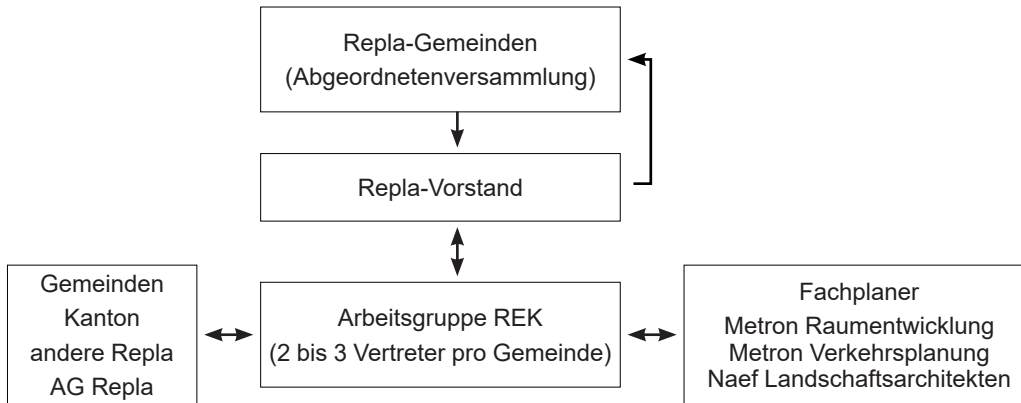 Repla-Gemeinden
(Abgeordnetenversammlung)
Repla-Vorstand
Gemeinden
Kanton
andere Repla
AG Repla
Arbeitsgruppe REK
(2 bis 3 Vertreter pro Gemeinde)
Fachplaner
Metron Raumentwicklung
Metron Verkehrsplanung
Naef Landschaftsarchitekten